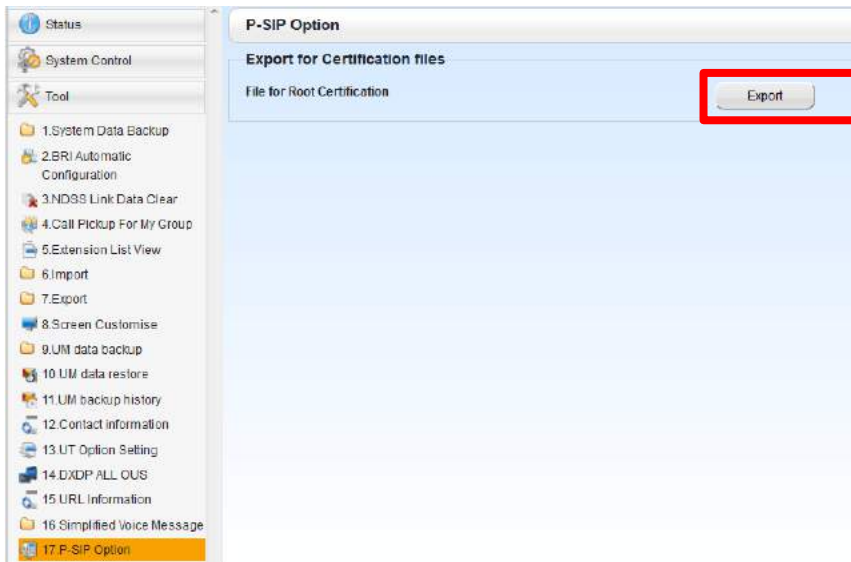 Status
System Control
Tool
1.System Data Backup
2.BRI Automatic
Configuration
3.NDSS Link Data Clear
4.Call Pickup For My Group
5.Extension List View
6.Import
7.Export
8.Screen Customise
9.UM data backup
10.UM data restore
11.UM backup history
12.Contact information
13.UT Option Setting
14.DXDP ALL OUS
15.URL Information
16.Simplified Voice Message
17.P-SIP Option
P-SIP Option
Export for Certification files
File for Root Certification
Export